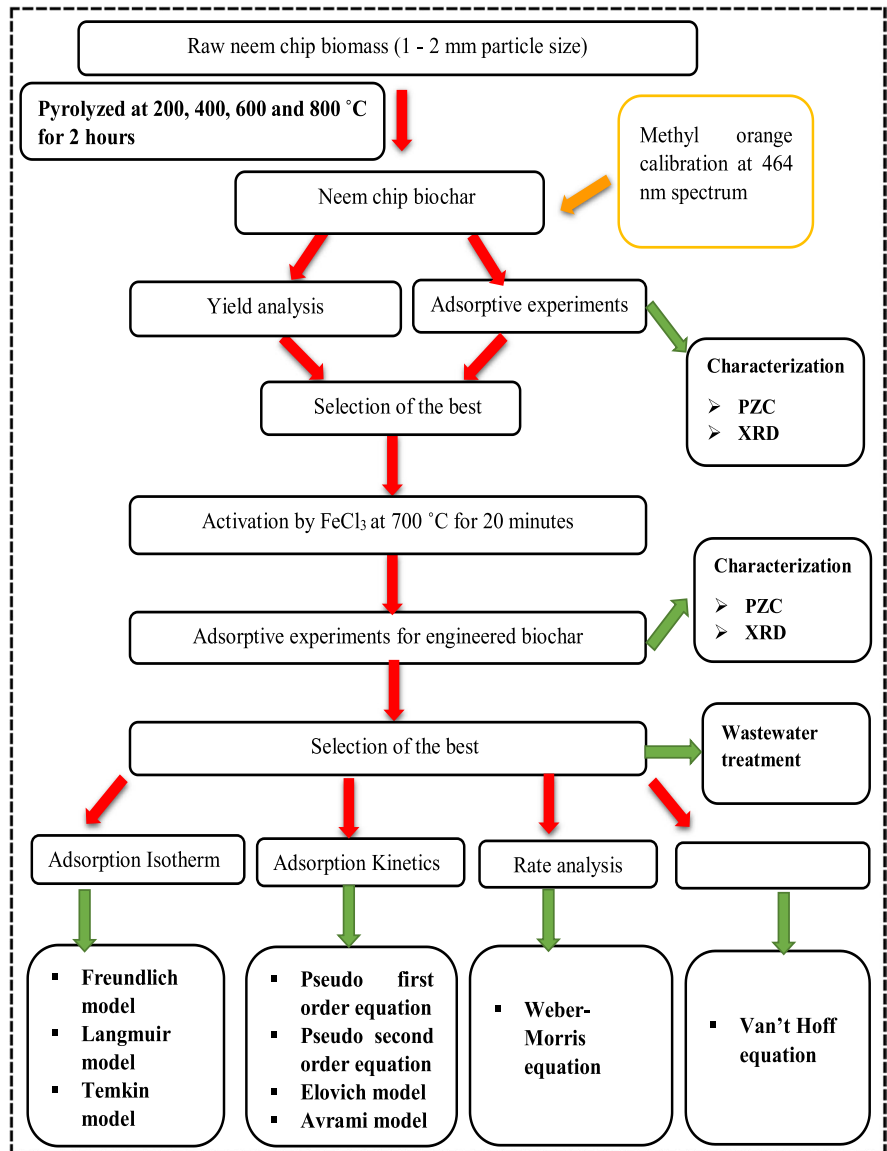 Raw neem chip biomass (1 - 2 mm particle size)
Pyrolyzed at 200, 400, 600 and 800 ˚C
for 2 hours
Methyl orange
calibration at 464
nm spectrum
Neem chip biochar
Yield analysis
Adsorptive experiments
Characterization
➢ PZC
➢ XRD
Selection of the best
Activation by FeCl₃ at 700 ˚C for 20 minutes
Characterization
➢ PZC
➢ XRD
Adsorptive experiments for engineered biochar
Selection of the best
Wastewater
treatment
Adsorption Isotherm
Adsorption Kinetics
Rate analysis
▪ Freundlich
model
▪ Langmuir
model
▪ Temkin
model
▪ Pseudo first
order equation
▪ Pseudo second
order equation
▪ Elovich model
▪ Avrami model
▪ Weber-
Morris
equation
▪ Van’t Hoff
equation